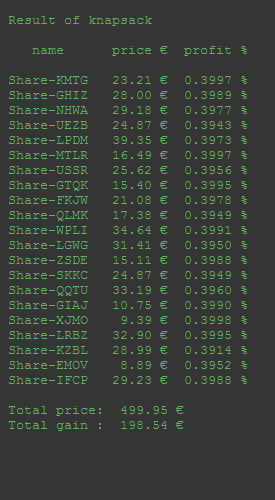 Result of knapsack
name price € profit %
Share-KMTG 23.21 € 0.3997 %
Share-GHIZ 28.00 € 0.3989 %
Share-NHWA 29.18 € 0.3977 %
Share-UEZB 24.87 € 0.3943 %
Share-LPDM 39.35 € 0.3973 %
Share-MTLR 16.49 € 0.3997 %
Share-USSR 25.62 € 0.3956 %
Share-GTQK 15.40 € 0.3995 %
Share-FKJW 21.08 € 0.3978 %
Share-QLMK 17.38 € 0.3949 %
Share-WPLI 34.64 € 0.3991 %
Share-LGWG 31.41 € 0.3950 %
Share-ZSDE 15.11 € 0.3988 %
Share-SKKC 24.87 € 0.3949 %
Share-QQTU 33.19 € 0.3960 %
Share-GIAJ 10.75 € 0.3990 %
Share-XJMO 9.39 € 0.3998 %
Share-LRBZ 32.90 € 0.3995 %
Share-KZBL 28.99 € 0.3914 %
Share-EMOV 8.89 € 0.3952 %
Share-IFCP 29.23 € 0.3988 %
Total price: 499.95 €
Total gain : 198.54 €